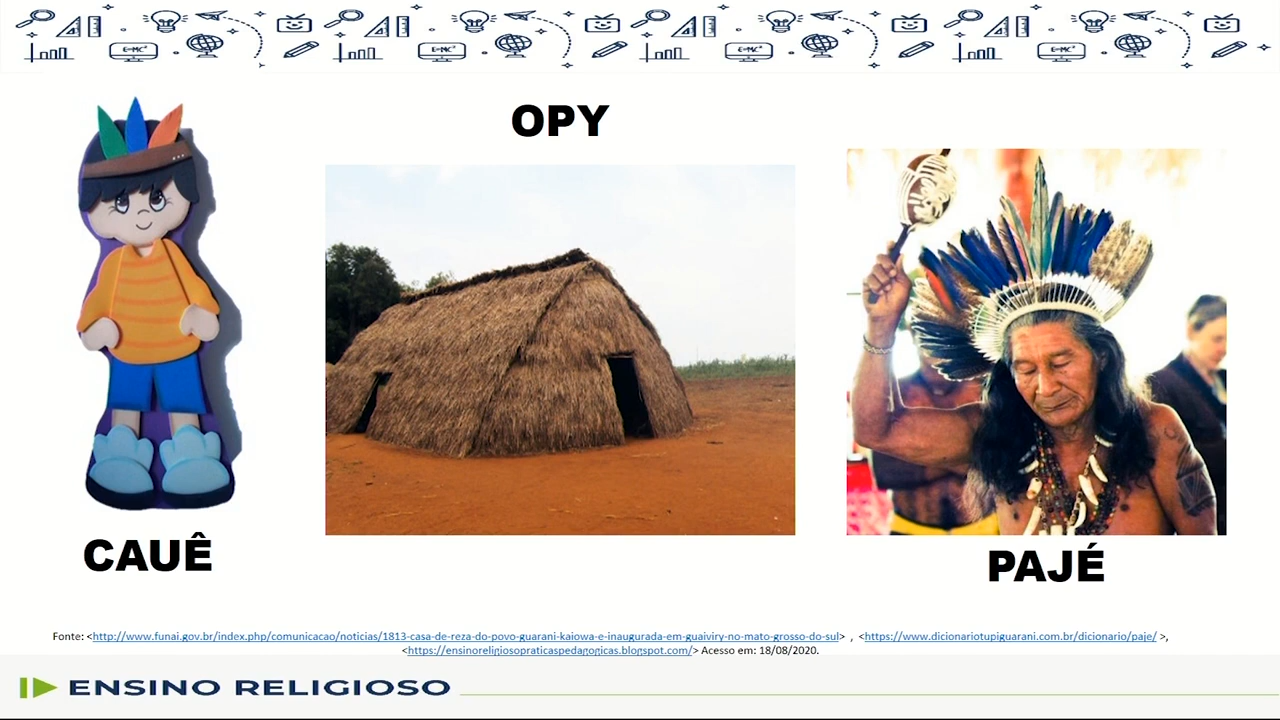 OPY
CAUÊ
PAJÉ
Fonte: <http://www.funai.gov.br/index.php/comunicacao/noticias/1813-casa-de-reza-do-povo-guarani-kaiowa-e-inaugurada-em-guaiviry-no-mato-grosso-do-sul> , <https://www.dicionariotupiguarani.com.br/dicionario/paje/ >,
<https://ensinoreligiosopraticaspedagogicas.blogspot.com/> Acesso em: 18/08/2020.
ENSINO RELIGIOSO